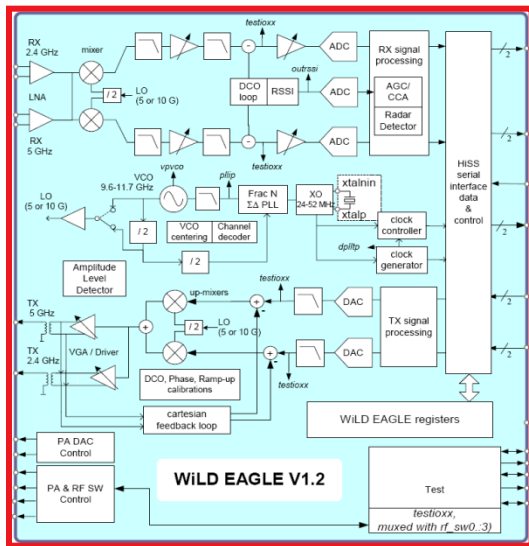 RX
2.4 GHz
mixer
testioxx
ADC
RX signal
processing
2
LNA
/ 2
LO
(5 or 10 G)
DCO
loop
RSSI
outrssi
ADC
AGC/
CCA
Radar
Detector
2
RX
5 GHz
testioxx
ADC
HiSS
serial
interface
data
&
control
vpvco
VCO
9.6-11.7 GHz
pllip
LO
(5 or 10 G)
Frac N
ΣΔ PLL
XO
24-52 MHz
xtalnin
xtalp
/ 2
VCO
centering
Channel
decoder
/ 2
clock
controller
dplltp
clock
generator
Amplitude
Level
Detector
TX
5 GHz
up-mixers
testioxx
DAC
TX signal
processing
2
/ 2
LO
(5 or 10 G)
TX
2.4 GHz
VGA / Driver
testioxx
DAC
2
DCO, Phase, Ramp-up
calibrations
cartesian
feedback loop
WiLD EAGLE registers
PA DAC
Control
PA & RF SW
Control
WiLD EAGLE V1.2
Test
testioxx,
muxed with rf_sw0.:3)